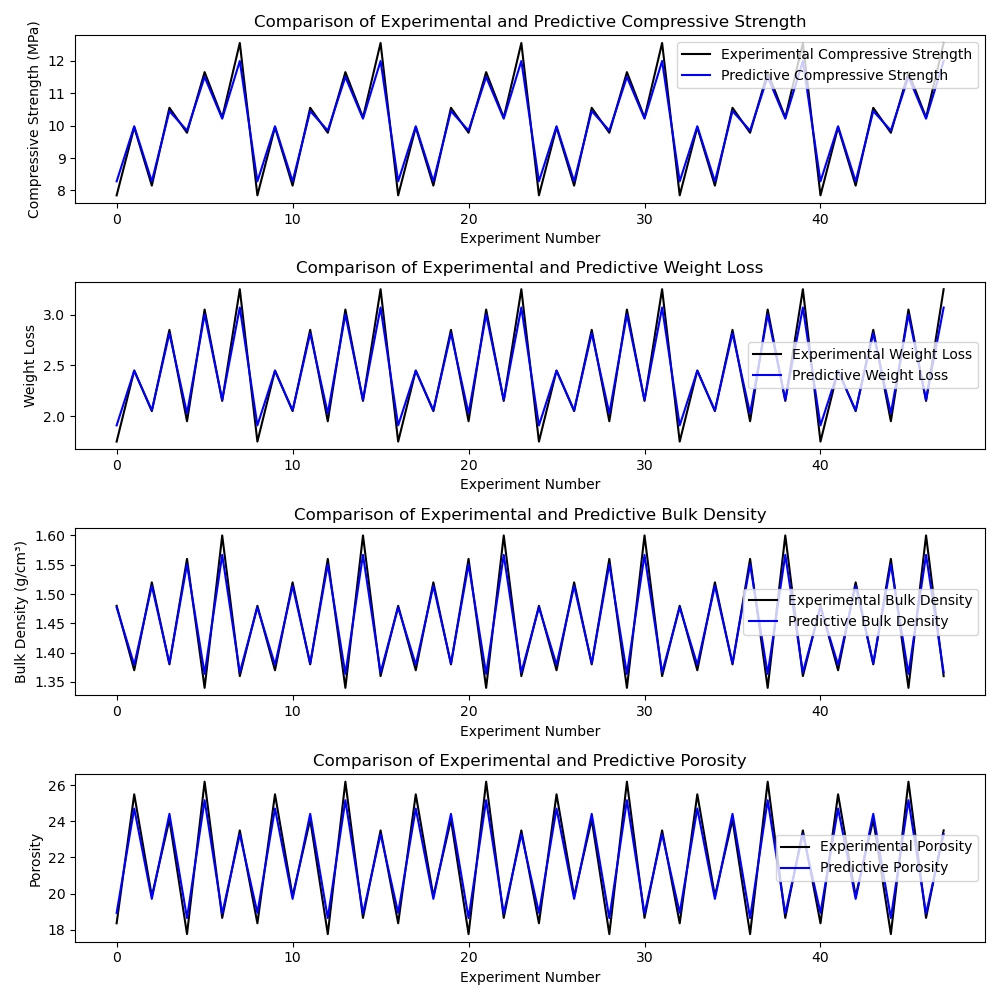 Comparison of Experimental and Predictive Compressive Strength
Compressive Strength (MPa)
12
11
10
9
8
Experimental Compressive Strength
Predictive Compressive Strength
0 10 20 30 40
Experiment Number
Comparison of Experimental and Predictive Weight Loss
Weight Loss
3.0
2.5
2.0
Experimental Weight Loss
Predictive Weight Loss
0 10 20 30 40
Experiment Number
Comparison of Experimental and Predictive Bulk Density
Bulk Density (g/cm³)
1.60
1.55
1.50
1.45
1.40
1.35
Experimental Bulk Density
Predictive Bulk Density
0 10 20 30 40
Experiment Number
Comparison of Experimental and Predictive Porosity
Porosity
26
24
22
20
18
Experimental Porosity
Predictive Porosity
0 10 20 30 40
Experiment Number